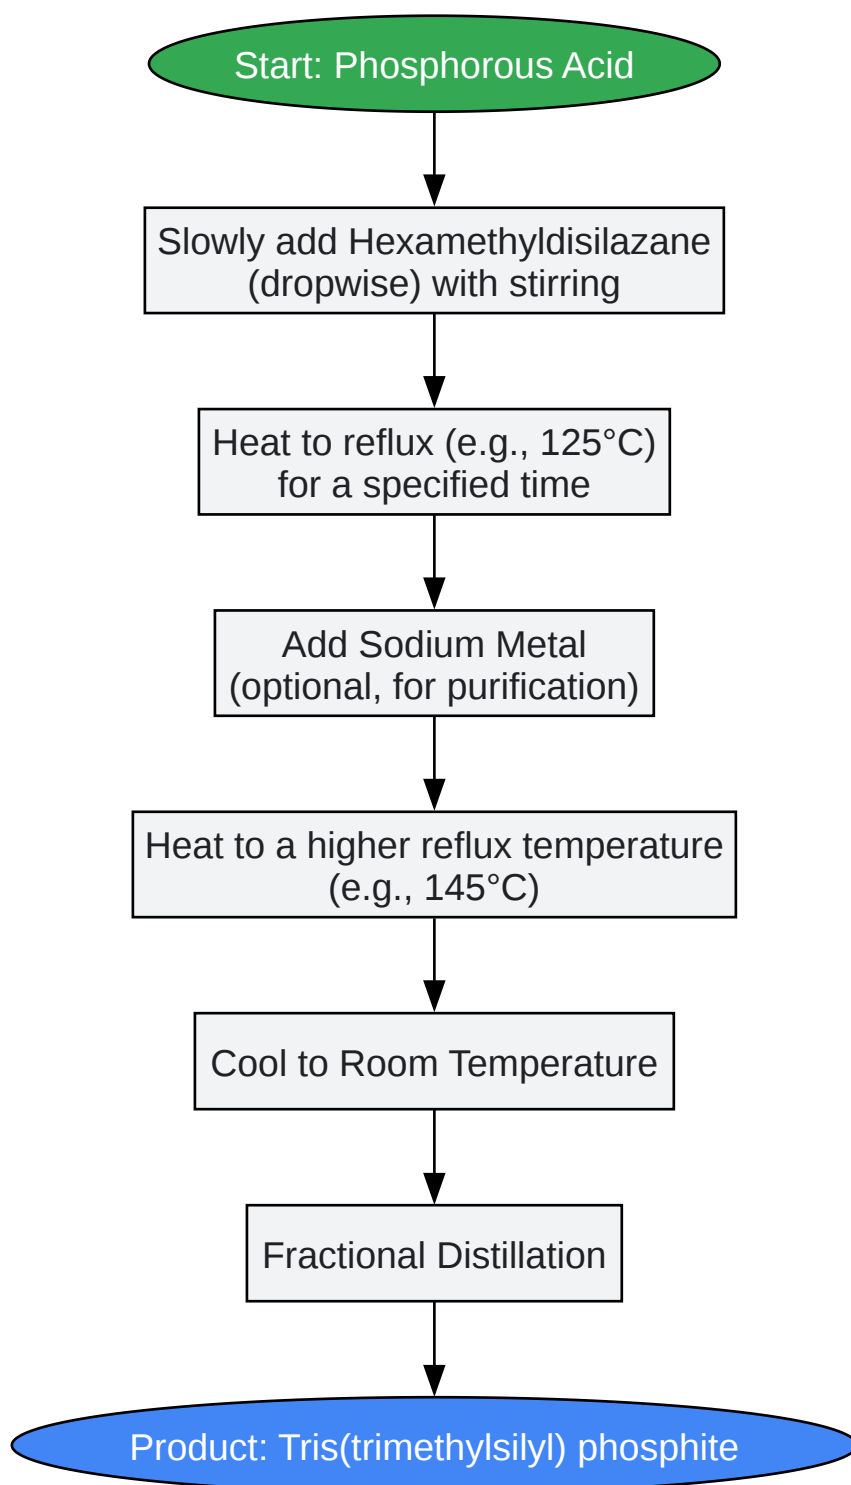 Start: Phosphorous Acid
Slowly add Hexamethyldisilazane
(dropwise) with stirring
Heat to reflux (e.g., 125°C)
for a specified time
Add Sodium Metal
(optional, for purification)
Heat to a higher reflux temperature
(e.g., 145°C)
Cool to Room Temperature
Fractional Distillation
Product: Tris(trimethylsilyl) phosphite